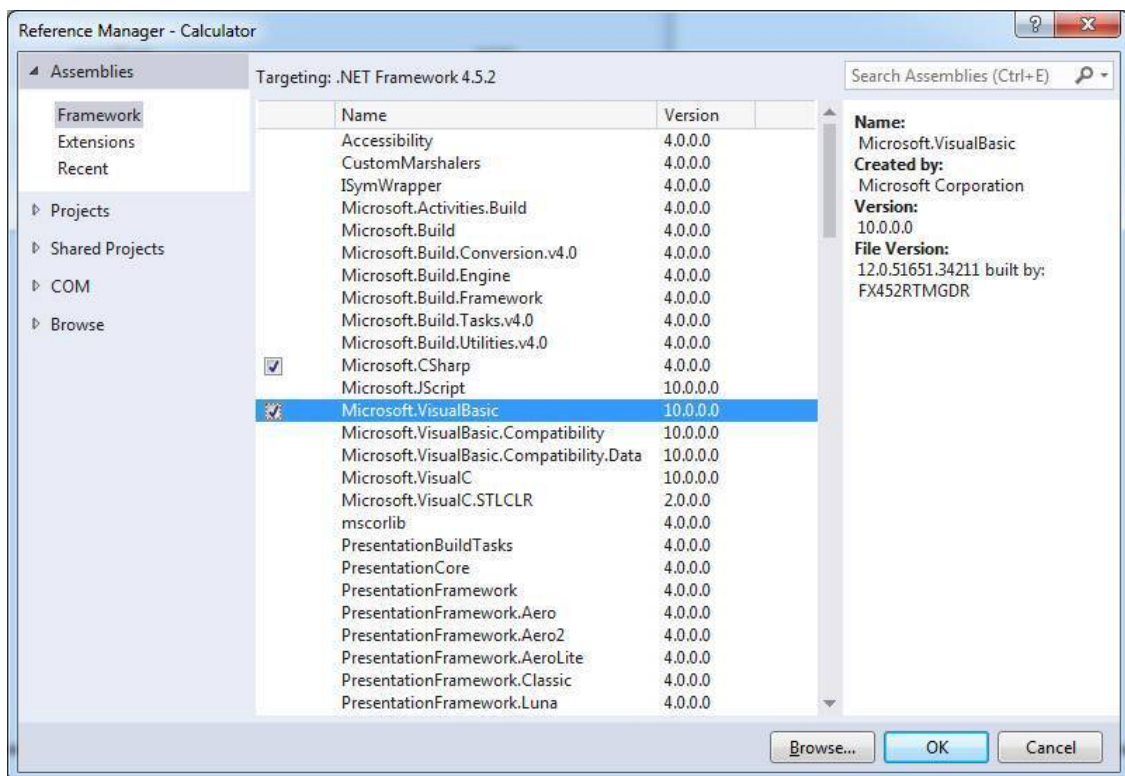 Reference Manager - Calculator
Assemblies
Framework
Extensions
Recent
Projects
Shared Projects
COM
Browse
Targeting: .NET Framework 4.5.2
Search Assemblies (Ctrl+E)
Name Version
Accessibility 4.0.0.0
CustomMarshalers 4.0.0.0
ISymWrapper 4.0.0.0
Microsoft.Activities.Build 4.0.0.0
Microsoft.Build 4.0.0.0
Microsoft.Build.Conversion.v4.0 4.0.0.0
Microsoft.Build.Engine 4.0.0.0
Microsoft.Build.Framework 4.0.0.0
Microsoft.Build.Tasks.v4.0 4.0.0.0
Microsoft.Build.Utilities.v4.0 4.0.0.0
Microsoft.CSharp 4.0.0.0
Microsoft.JScript 10.0.0.0
Microsoft.VisualBasic 10.0.0.0
Microsoft.VisualBasic.Compatibility 10.0.0.0
Microsoft.VisualBasic.Compatibility.Data 10.0.0.0
Microsoft.VisualC 10.0.0.0
Microsoft.VisualC.STLCLR 2.0.0.0
mscorlib 4.0.0.0
PresentationBuildTasks 4.0.0.0
PresentationCore 4.0.0.0
PresentationFramework 4.0.0.0
PresentationFramework.Aero 4.0.0.0
PresentationFramework.Aero2 4.0.0.0
PresentationFramework.AeroLite 4.0.0.0
PresentationFramework.Classic 4.0.0.0
PresentationFramework.Luna 4.0.0.0
Name:
Microsoft.VisualBasic
Created by:
Microsoft Corporation
Version:
10.0.0.0
File Version:
12.0.51651.34211 built by:
FX452RTMGDR
Browse... OK Cancel